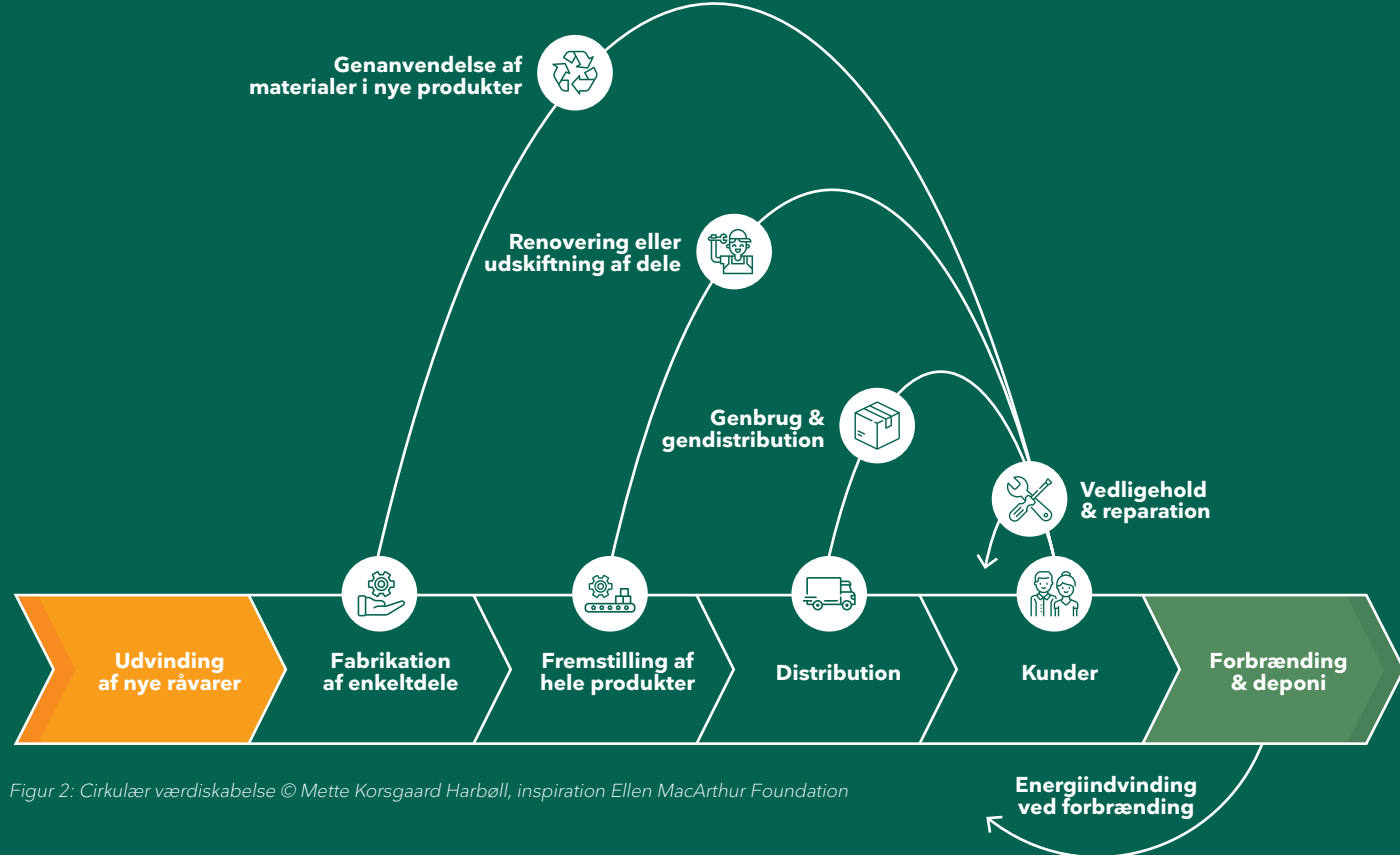 Genanvendelse af
materialer i nye produkter
Renovering eller
udskiftning af dele
Genbrug &
gendistribution
Vedligehold
& reparation
Udvinding
af nye råvarer
Fabrikation
af enkeltdele
Fremstilling af
hele produkter
Distribution
Kunder
Forbrænding
& deponi
Figur 2: Cirkulær værdiskabelse © Mette Korsgaard Harbøll, inspiration Ellen MacArthur Foundation
Energiindvinding
ved forbrænding